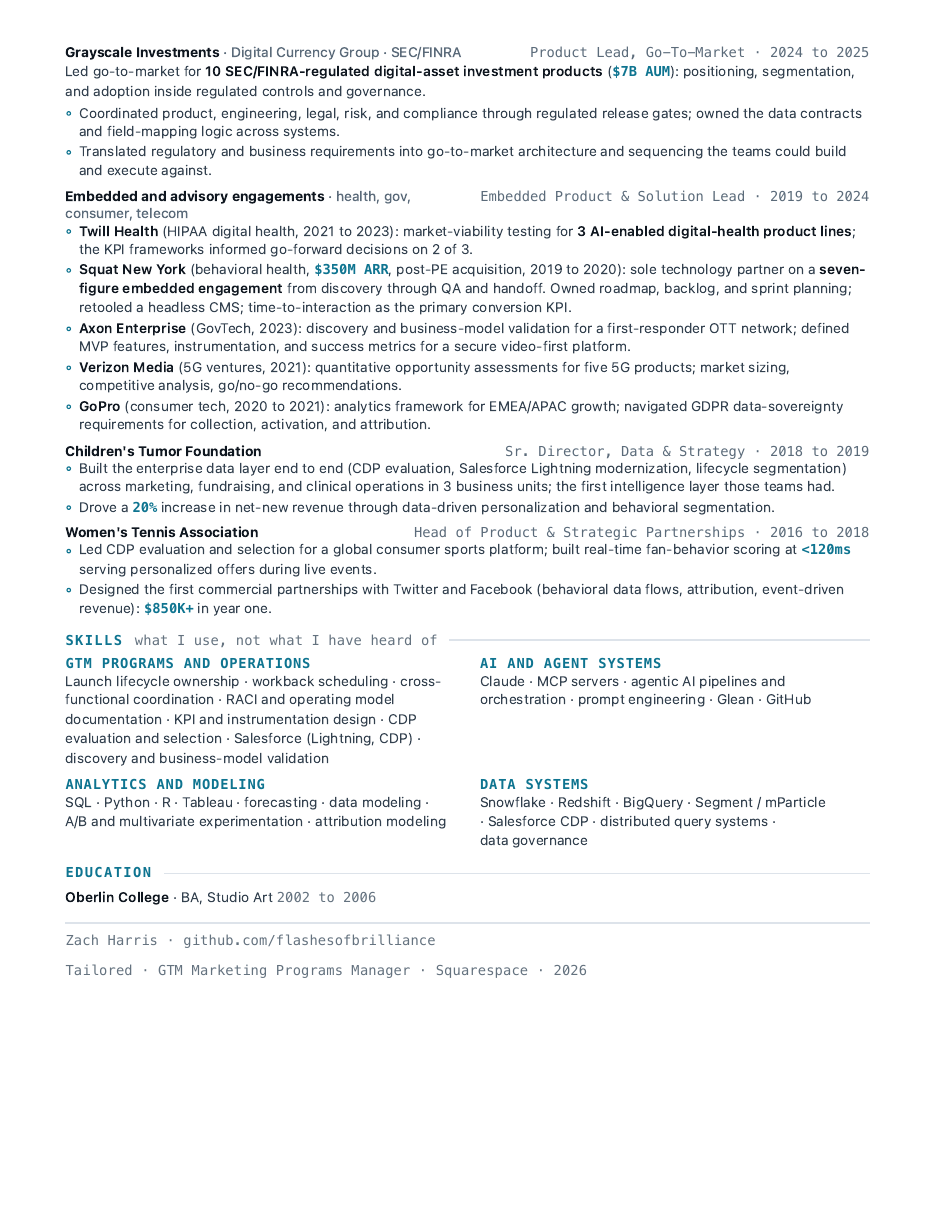 Grayscale Investments · Digital Currency Group · SEC/FINRA Product Lead, Go–To–Market · 2024 to 2025
Led go-to-market for 10 SEC/FINRA-regulated digital-asset investment products ($7B AUM): positioning, segmentation,
and adoption inside regulated controls and governance.
Coordinated product, engineering, legal, risk, and compliance through regulated release gates; owned the data contracts
and field-mapping logic across systems.
Translated regulatory and business requirements into go-to-market architecture and sequencing the teams could build
and execute against.
Embedded and advisory engagements · health, gov, Embedded Product & Solution Lead · 2019 to 2024
consumer, telecom
Twill Health (HIPAA digital health, 2021 to 2023): market-viability testing for 3 AI-enabled digital-health product lines;
the KPI frameworks informed go-forward decisions on 2 of 3.
Squat New York (behavioral health, $350M ARR, post-PE acquisition, 2019 to 2020): sole technology partner on a seven-
figure embedded engagement from discovery through QA and handoff. Owned roadmap, backlog, and sprint planning;
retooled a headless CMS; time-to-interaction as the primary conversion KPI.
Axon Enterprise (GovTech, 2023): discovery and business-model validation for a first-responder OTT network; defined
MVP features, instrumentation, and success metrics for a secure video-first platform.
Verizon Media (5G ventures, 2021): quantitative opportunity assessments for five 5G products; market sizing,
competitive analysis, go/no-go recommendations.
GoPro (consumer tech, 2020 to 2021): analytics framework for EMEA/APAC growth; navigated GDPR data-sovereignty
requirements for collection, activation, and attribution.
Children's Tumor Foundation Sr. Director, Data & Strategy · 2018 to 2019
Built the enterprise data layer end to end (CDP evaluation, Salesforce Lightning modernization, lifecycle segmentation)
across marketing, fundraising, and clinical operations in 3 business units; the first intelligence layer those teams had.
Drove a 20% increase in net-new revenue through data-driven personalization and behavioral segmentation.
Women's Tennis Association Head of Product & Strategic Partnerships · 2016 to 2018
Led CDP evaluation and selection for a global consumer sports platform; built real-time fan-behavior scoring at <120ms
serving personalized offers during live events.
Designed the first commercial partnerships with Twitter and Facebook (behavioral data flows, attribution, event-driven
revenue): $850K+ in year one.
SKILLS what I use, not what I have heard of
GTM PROGRAMS AND OPERATIONS
Launch lifecycle ownership · workback scheduling · cross-
functional coordination · RACI and operating model
documentation · KPI and instrumentation design · CDP
evaluation and selection · Salesforce (Lightning, CDP) ·
discovery and business-model validation
AI AND AGENT SYSTEMS
Claude · MCP servers · agentic AI pipelines and
orchestration · prompt engineering · Glean · GitHub
ANALYTICS AND MODELING
SQL · Python · R · Tableau · forecasting · data modeling ·
A/B and multivariate experimentation · attribution modeling
DATA SYSTEMS
Snowflake · Redshift · BigQuery · Segment / mParticle
· Salesforce CDP · distributed query systems ·
data governance
EDUCATION
Oberlin College · BA, Studio Art 2002 to 2006
Zach Harris · github.com/flashesofbrilliance
Tailored · GTM Marketing Programs Manager · Squarespace · 2026